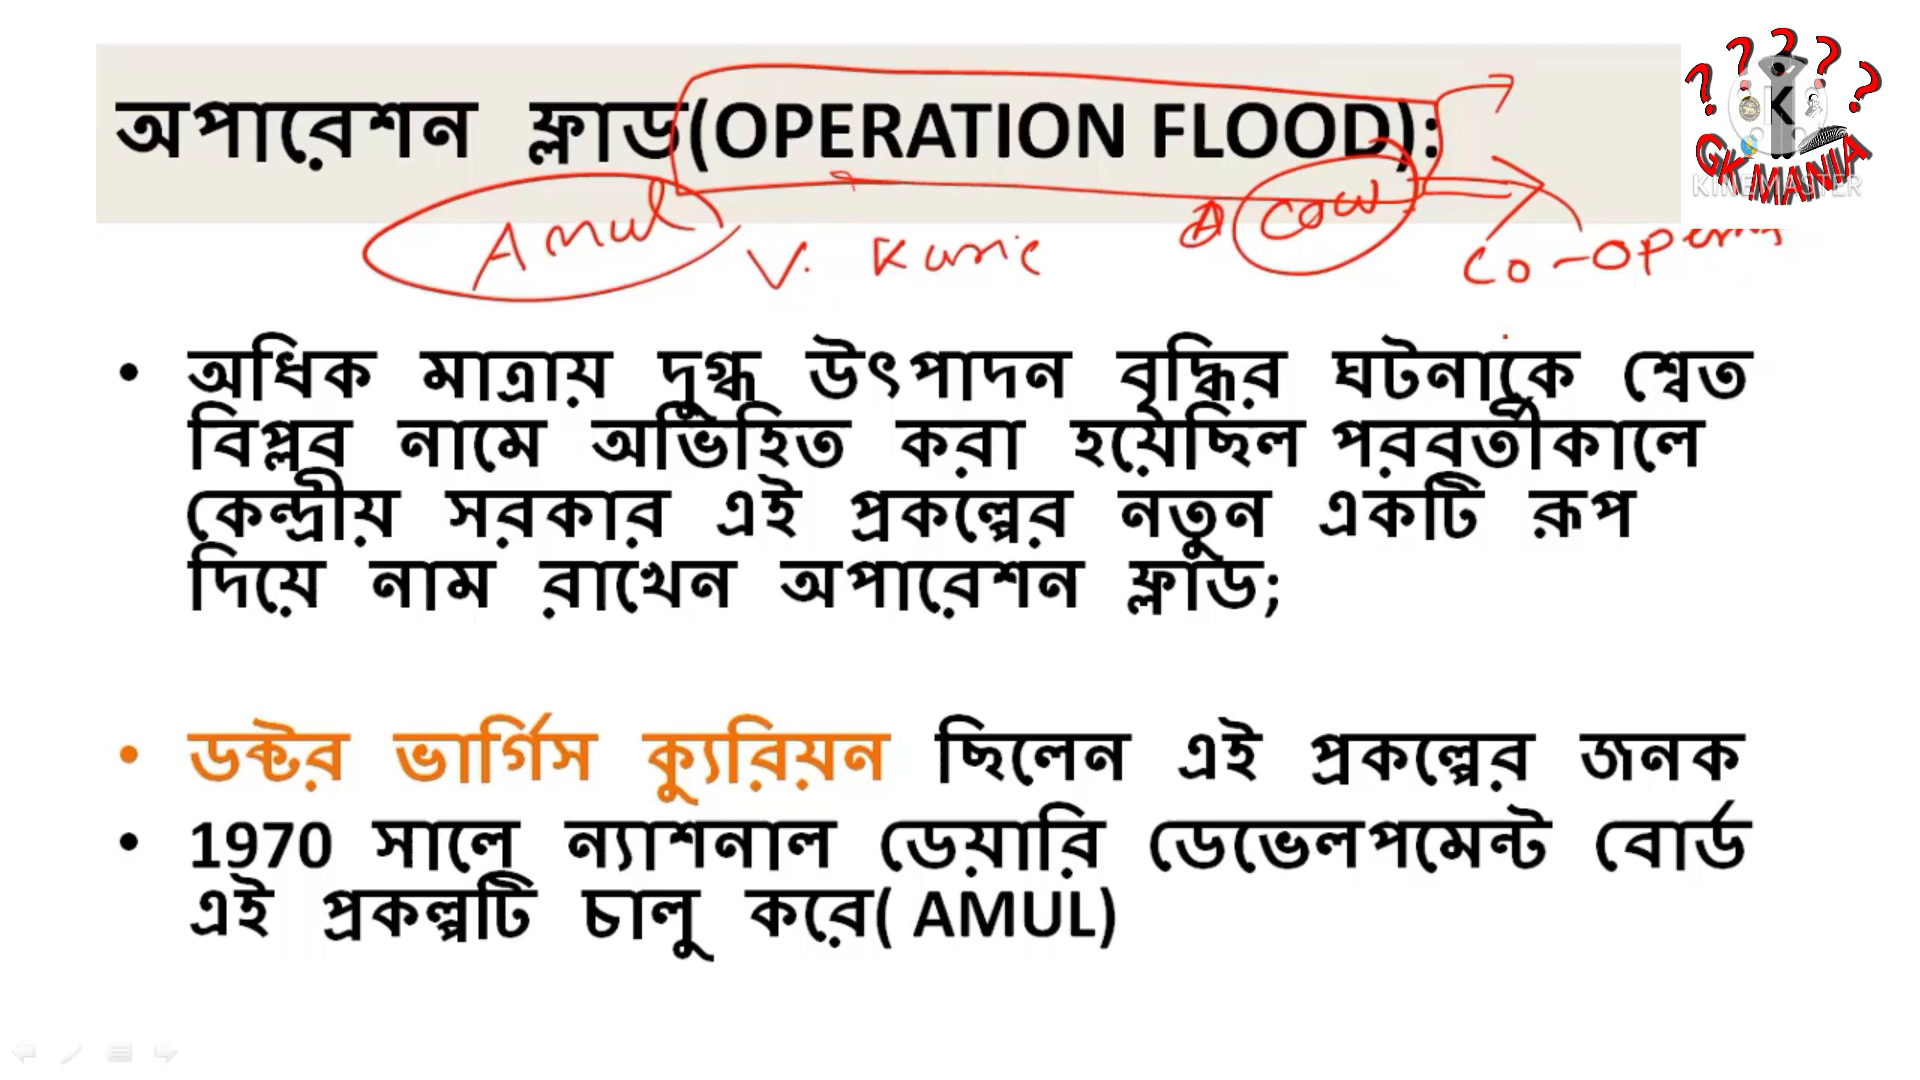 অপারেশন ফ্লাড(OPERATION FLOOD):
Amul
V. Kurie
COW
Co-opera
GK MANIA
KINEMASTER
• অধিক মাত্রায় দুগ্ধ উৎপাদন বৃদ্ধির ঘটনাকে শ্বেত
বিপ্লব নামে অভিহিত করা হয়েছিল পরবর্তীকালে
কেন্দ্রীয় সরকার এই প্রকল্পের নতুন একটি রূপ
দিয়ে নাম রাখেন অপারেশন ফ্লাড;
• ডক্টর ভার্গিস ক্যুরিয়ন ছিলেন এই প্রকল্পের জনক
• 1970 সালে ন্যাশনাল ডেয়ারি ডেভেলপমেন্ট বোর্ড
এই প্রকল্পটি চালু করে( AMUL)